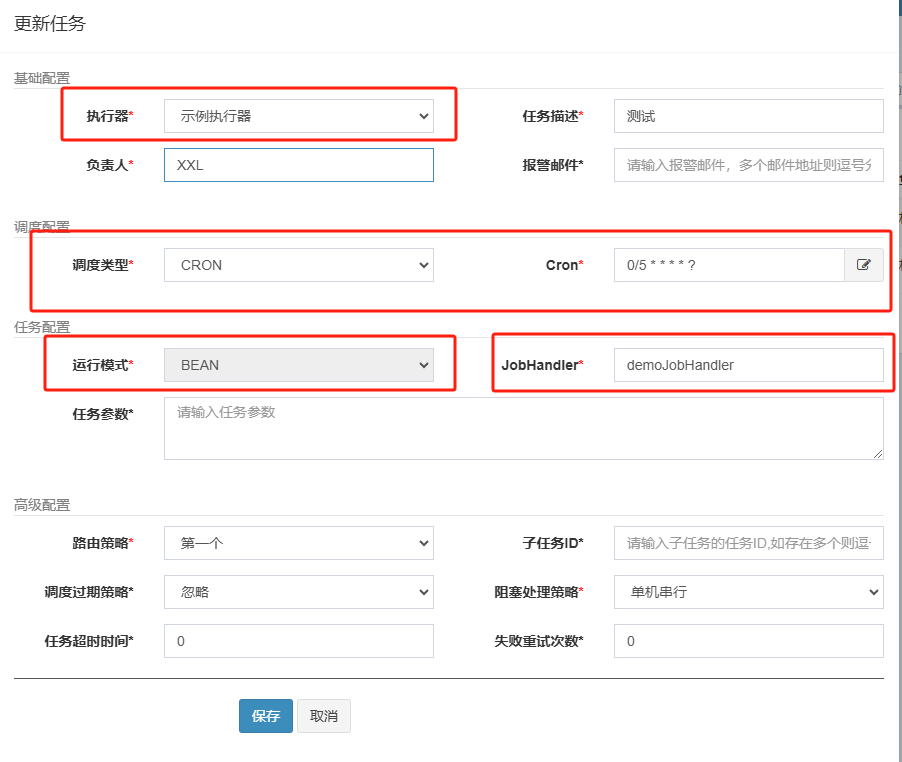 更新任务
基础配置
执行器* 示例执行器 任务描述* 测试
负责人* XXL 报警邮件* 请输入报警邮件，多个邮件地址则逗号分
调度配置
调度类型* CRON Cron* 0/5 * * * * ?
任务配置
运行模式* BEAN JobHandler* demoJobHandler
任务参数* 请输入任务参数
高级配置
路由策略* 第一个 子任务ID* 请输入子任务的任务ID,如存在多个则逗
调度过期策略* 忽略 阻塞处理策略* 单机串行
任务超时时间* 0 失败重试次数* 0
保存 取消